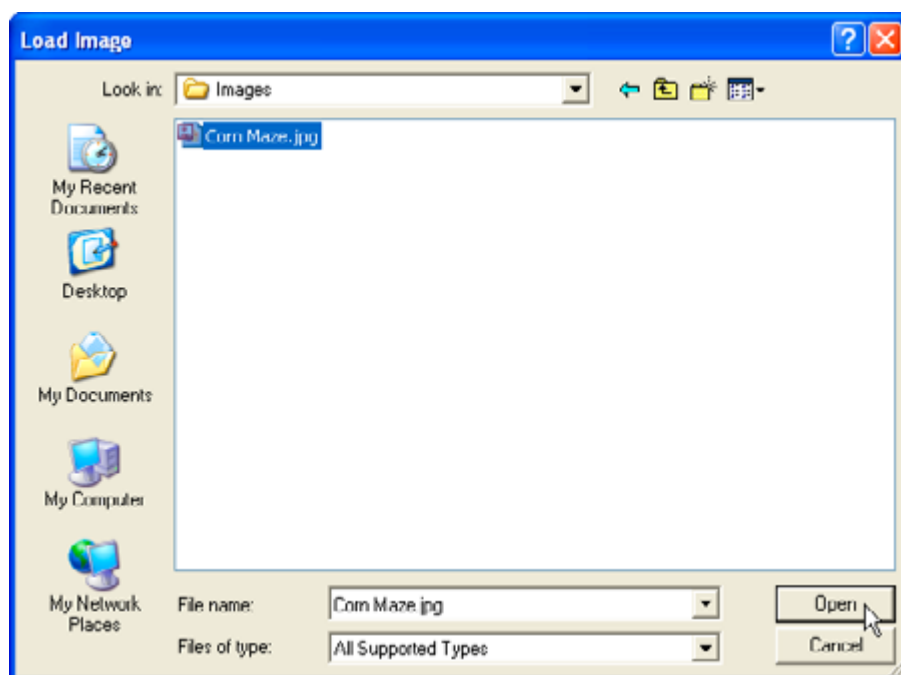 Load Image
Look in:
Images
Corn Maze.jpg
My Recent
Documents
Desktop
My Documents
My Computer
My Network
Places
File name:
Corn Maze.jpg
Open
Files of type:
All Supported Types
Cancel